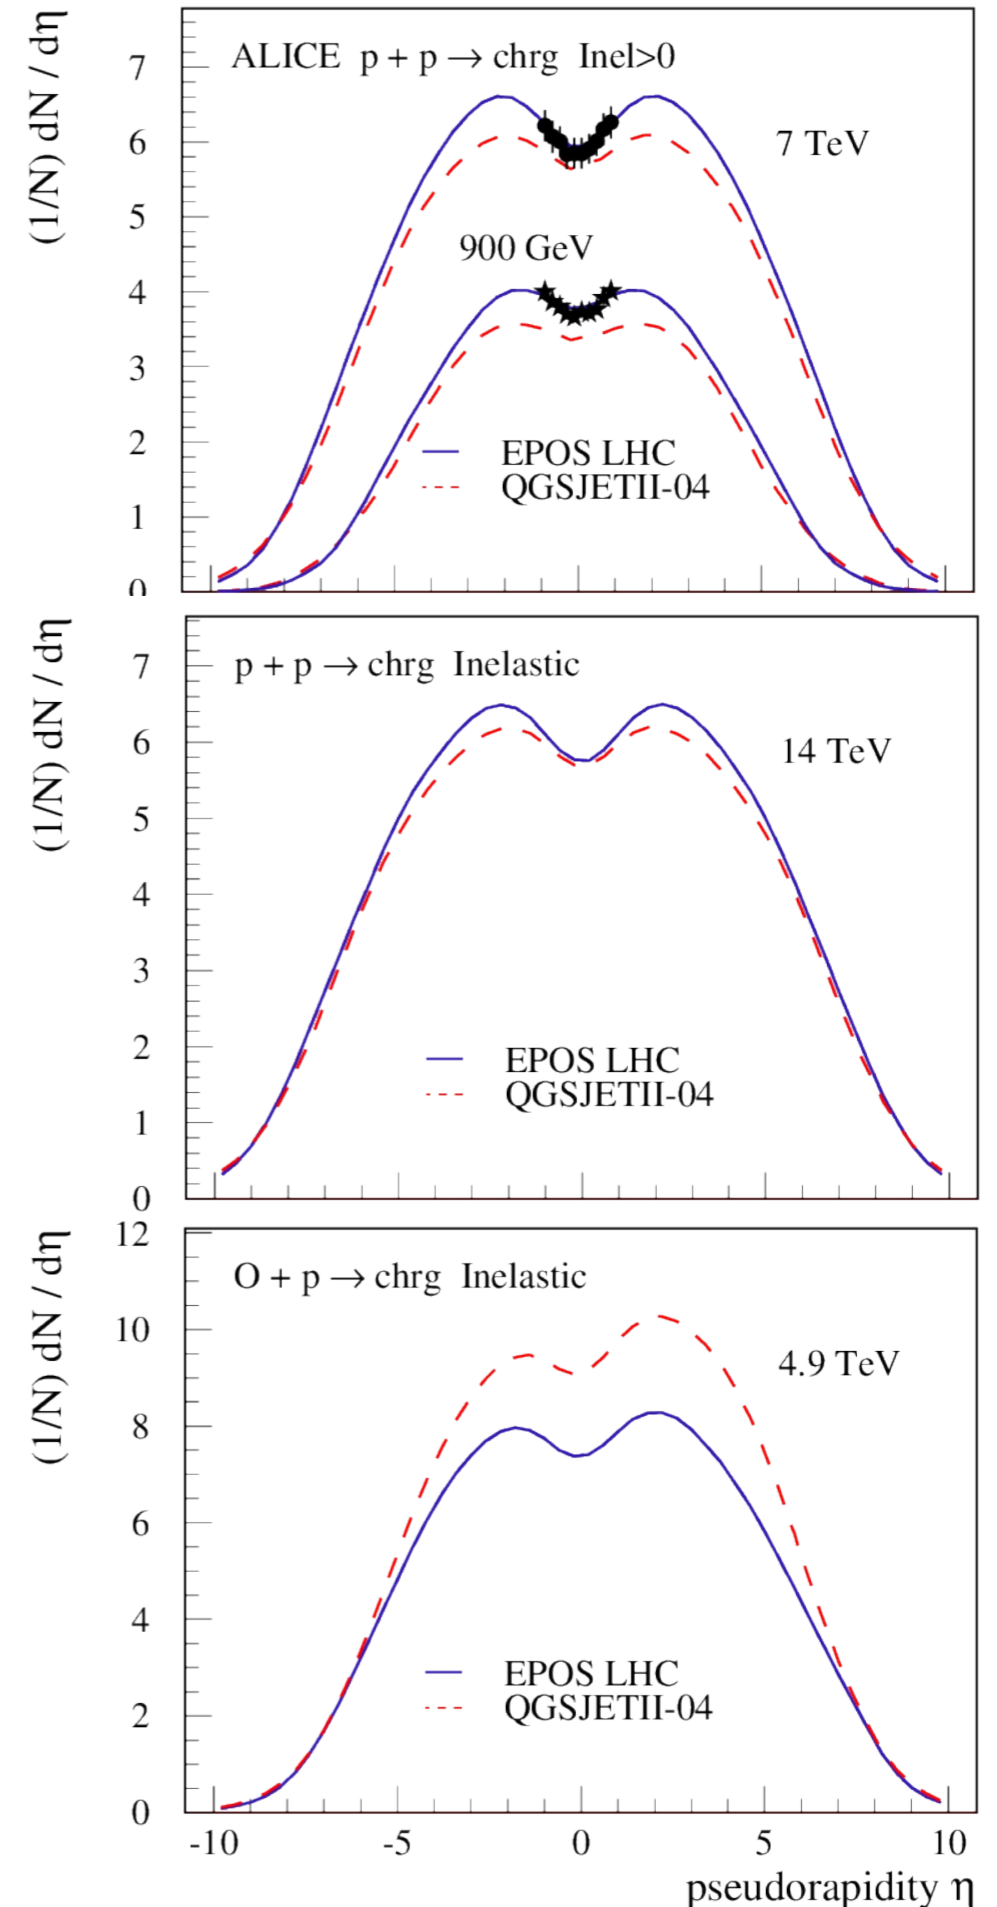 (1/N) dN / dη
ALICE p + p → chrg Inel>0
7 TeV
900 GeV
EPOS LHC
QGSJETII-04
7
6
5
4
3
2
1
0
(1/N) dN / dη
p + p → chrg Inelastic
14 TeV
EPOS LHC
QGSJETII-04
7
6
5
4
3
2
1
0
(1/N) dN / dη
O + p → chrg Inelastic
4.9 TeV
EPOS LHC
QGSJETII-04
12
10
8
6
4
2
0
-10 -5 0 5 10
pseudorapidity η